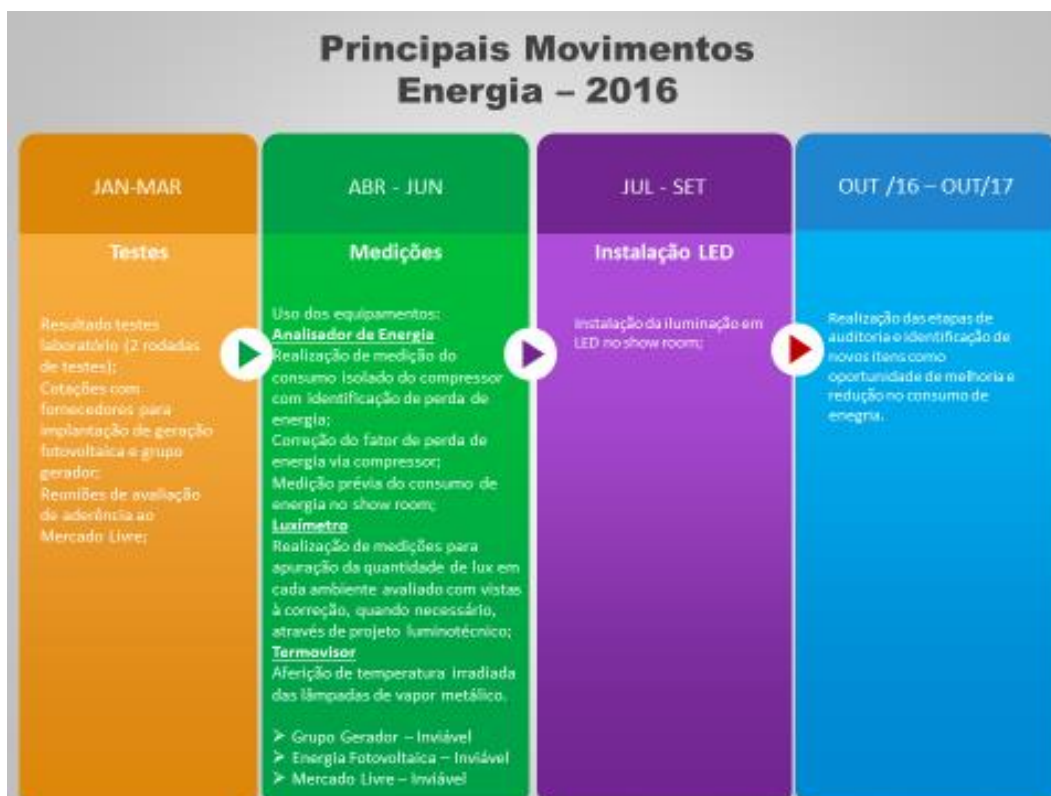 Principais Movimentos
Energia – 2016
JAN-MAR
Testes
Resultado testes
laboratório (2 rodadas
de testes);
Cotações com
fornecedores para
implantação de geração
fotovoltaica e grupo
gerador;
Reuniões de avaliação
de aderência ao
Mercado Livre;
ABR - JUN
Medições
Uso dos equipamentos:
Analisador de Energia
Realização de medição do
consumo isolado do compressor
com identificação de perda de
energia;
Correção do fator de perda de
energia via compressor;
Medição prévia do consumo de
energia no show room;
Luxímetro
Realização de medições para
apuração da quantidade de lux em
cada ambiente avaliado com vistas
à correção, quando necessário,
através de projeto luminotécnico;
Termovisor
Aferição de temperatura irradiada
das lâmpadas de vapor metálico.
➢ Grupo Gerador – Inviável
➢ Energia Fotovoltaica – Inviável
➢ Mercado Livre – Inviável
JUL - SET
Instalação LED
Instalação da iluminação em
LED no show room;
OUT /16 – OUT/17
Realização das etapas de
auditoria e identificação de
novos itens como
oportunidade de melhoria e
redução no consumo de
enegria.